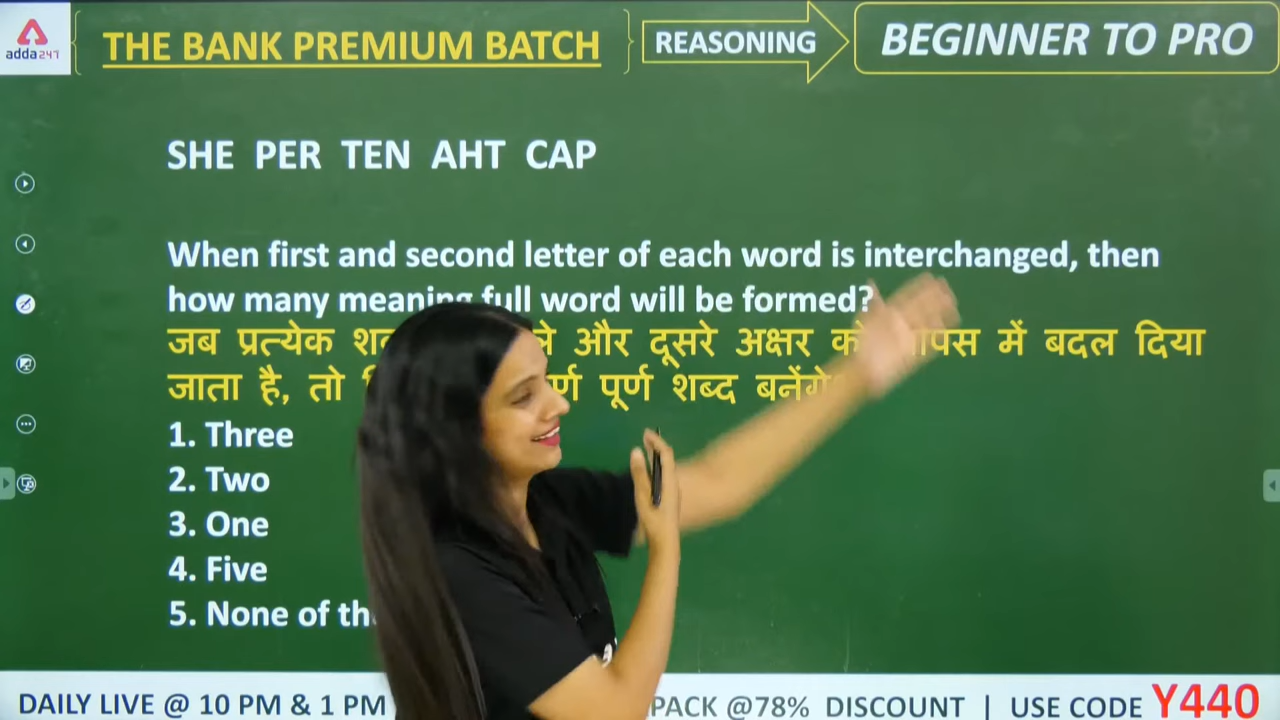 adda247
THE BANK PREMIUM BATCH
REASONING
BEGINNER TO PRO
SHE PER TEN AHT CAP
When first and second letter of each word is interchanged, then
how many meaning full word will be formed?
जब प्रत्येक और दूसरे अक्षर में बदल दिया
जाता है, तो पूर्ण शब्द बनेंगे
1. Three
2. Two
3. One
4. Five
5. None of
DAILY LIVE @ 10 PM & 1 PM
PACK @78% DISCOUNT | USE CODE Y440